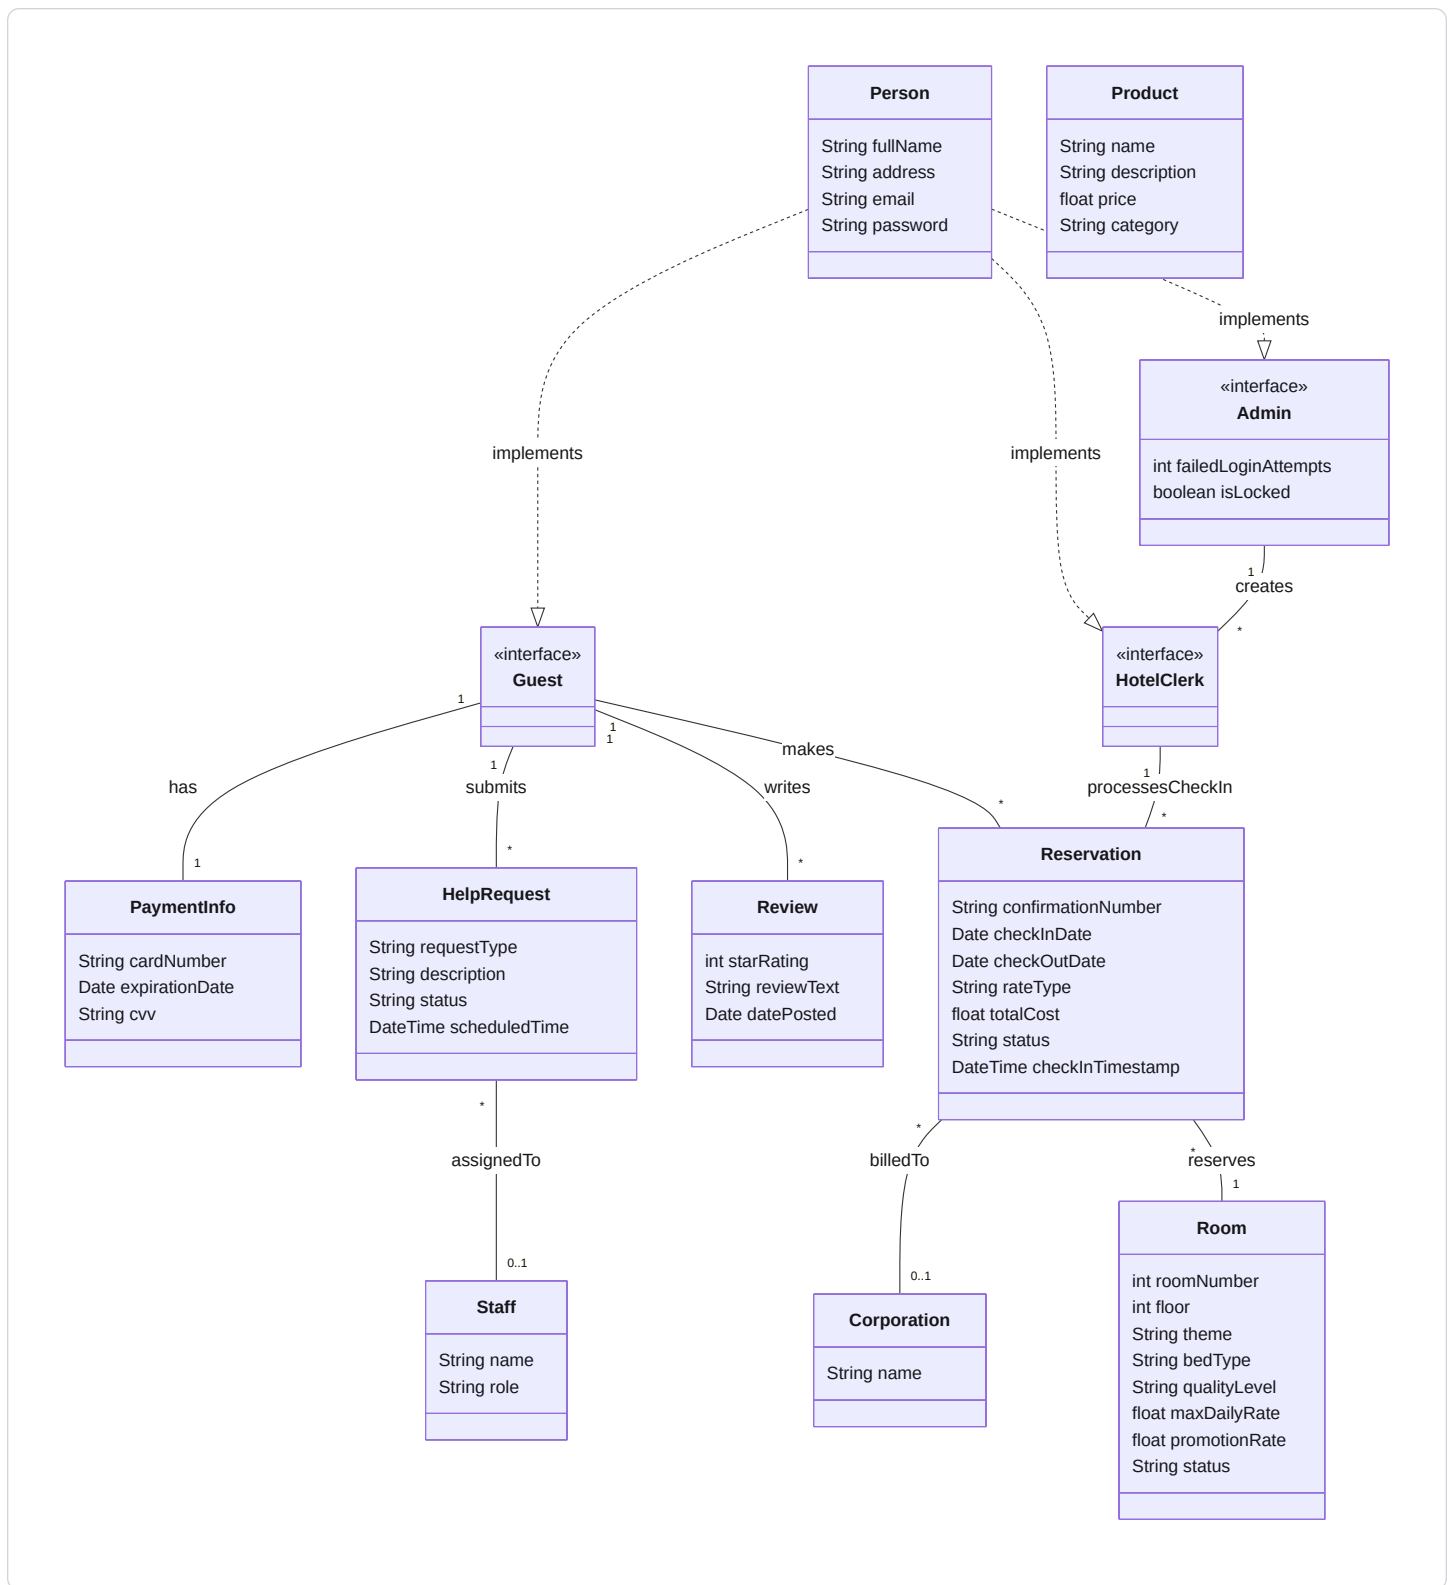 Person
String fullName
String address
String email
String password
Product
String name
String description
float price
String category
implements
«interface»
Admin
int failedLoginAttempts
boolean isLocked
implements
implements
1
creates
*
«interface»
Guest
«interface»
HotelClerk
1
1
1
1
makes
1
has
submits
writes
processesCheckIn
*
*
1
*
*
PaymentInfo
String cardNumber
Date expirationDate
String cvv
HelpRequest
String requestType
String description
String status
DateTime scheduledTime
Review
int starRating
String reviewText
Date datePosted
Reservation
String confirmationNumber
Date checkInDate
Date checkOutDate
String rateType
float totalCost
String status
DateTime checkInTimestamp
*
assignedTo
0..1
*
billedTo
0..1
*
reserves
1
Staff
String name
String role
Corporation
String name
Room
int roomNumber
int floor
String theme
String bedType
String qualityLevel
float maxDailyRate
float promotionRate
String status